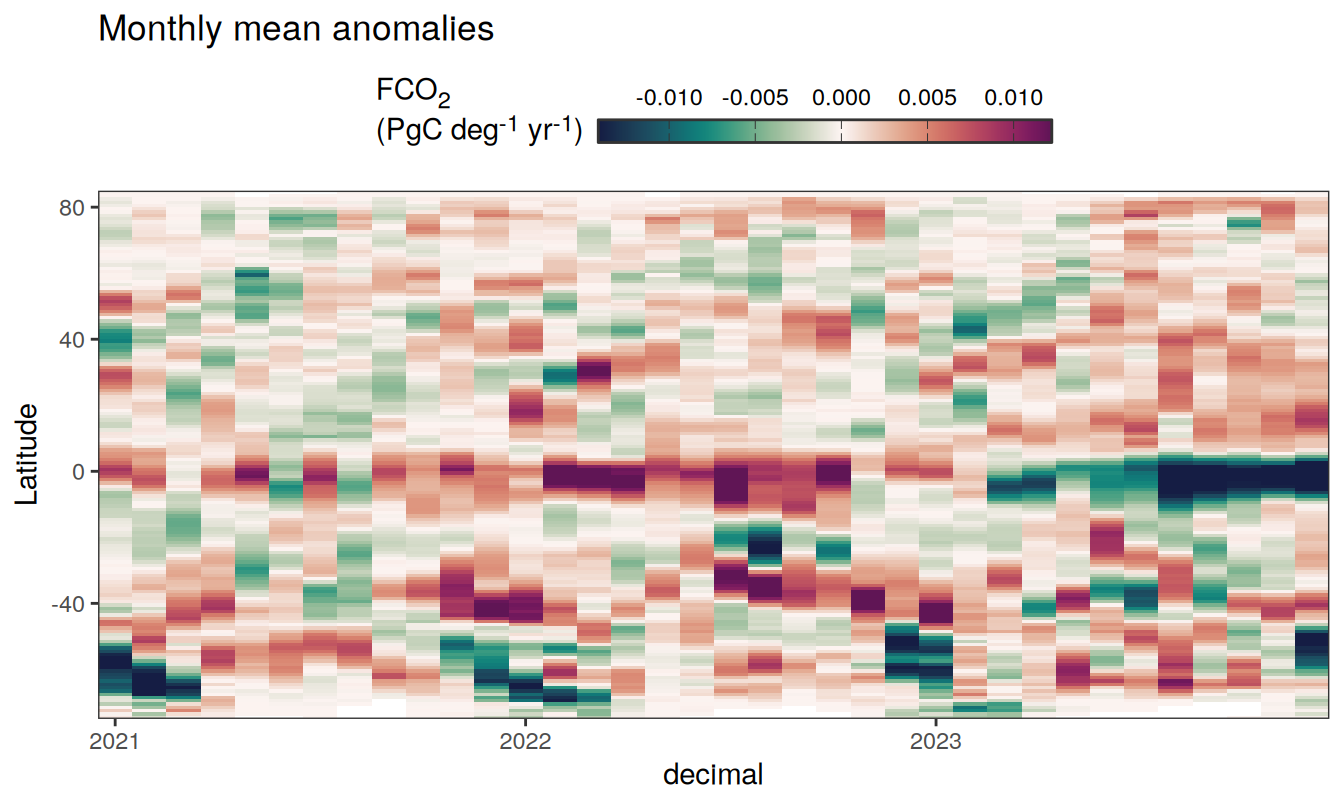 Monthly mean anomalies
FCO₂
(PgC deg⁻¹ yr⁻¹)
-0.010 -0.005 0.000 0.005 0.010
Latitude
80
40
0
-40
2021 2022 2023
decimal